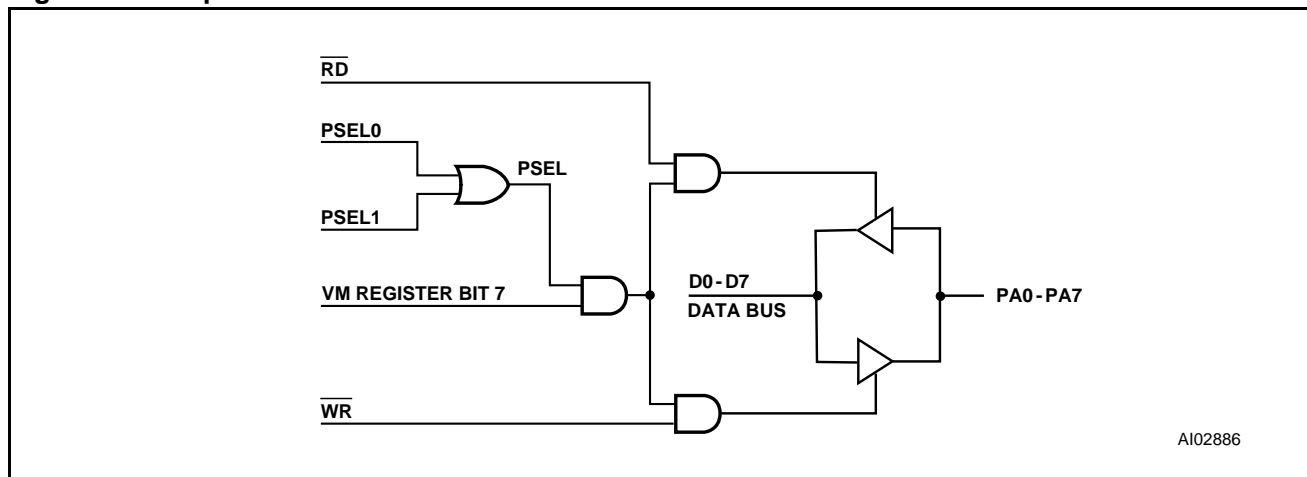 RD
PSEL0
PSEL
PSEL1
VM REGISTER BIT 7
D0-D7
DATA BUS
PA0-PA7
WR
AI02886